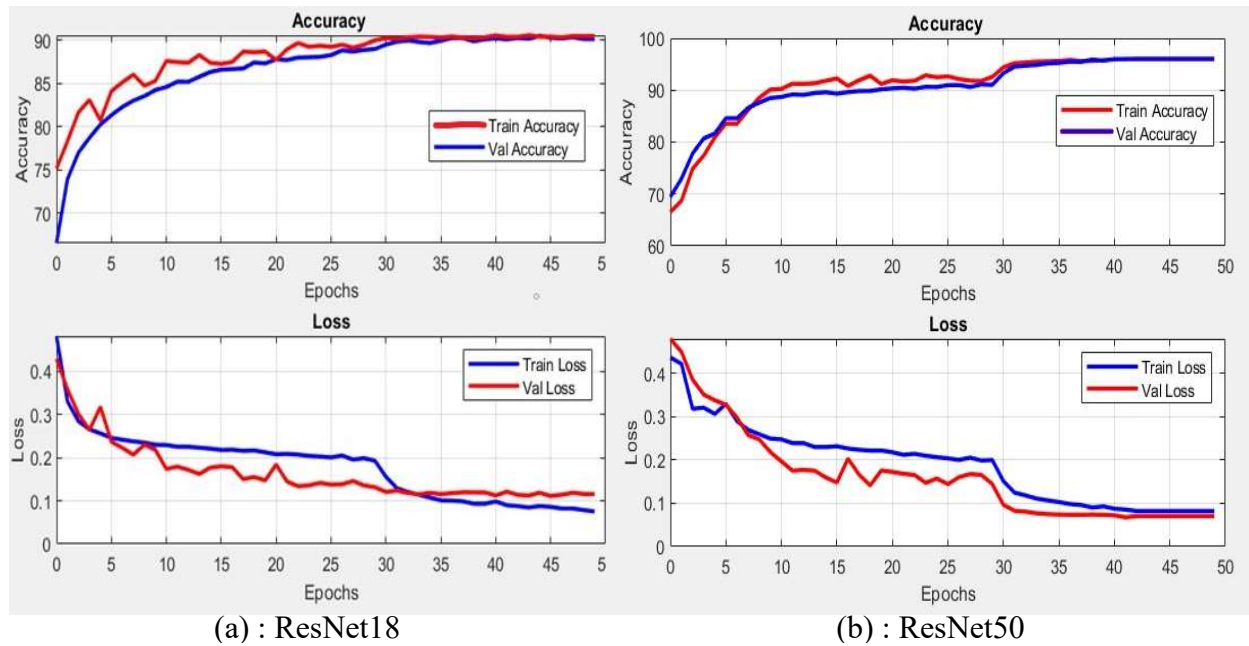 Accuracy
90
85
80
75
70
Accuracy
Train Accuracy
Val Accuracy
0 5 10 15 20 25 30 35 40 45 5
Epochs
Loss
0.4
0.3
0.2
0.1
0
Loss
Train Loss
Val Loss
0 5 10 15 20 25 30 35 40 45 5
Epochs
(a) : ResNet18
Accuracy
100
90
80
70
60
Accuracy
Train Accuracy
Val Accuracy
0 5 10 15 20 25 30 35 40 45 50
Epochs
Loss
0.4
0.3
0.2
0.1
0
Loss
Train Loss
Val Loss
0 5 10 15 20 25 30 35 40 45 50
Epochs
(b) : ResNet50